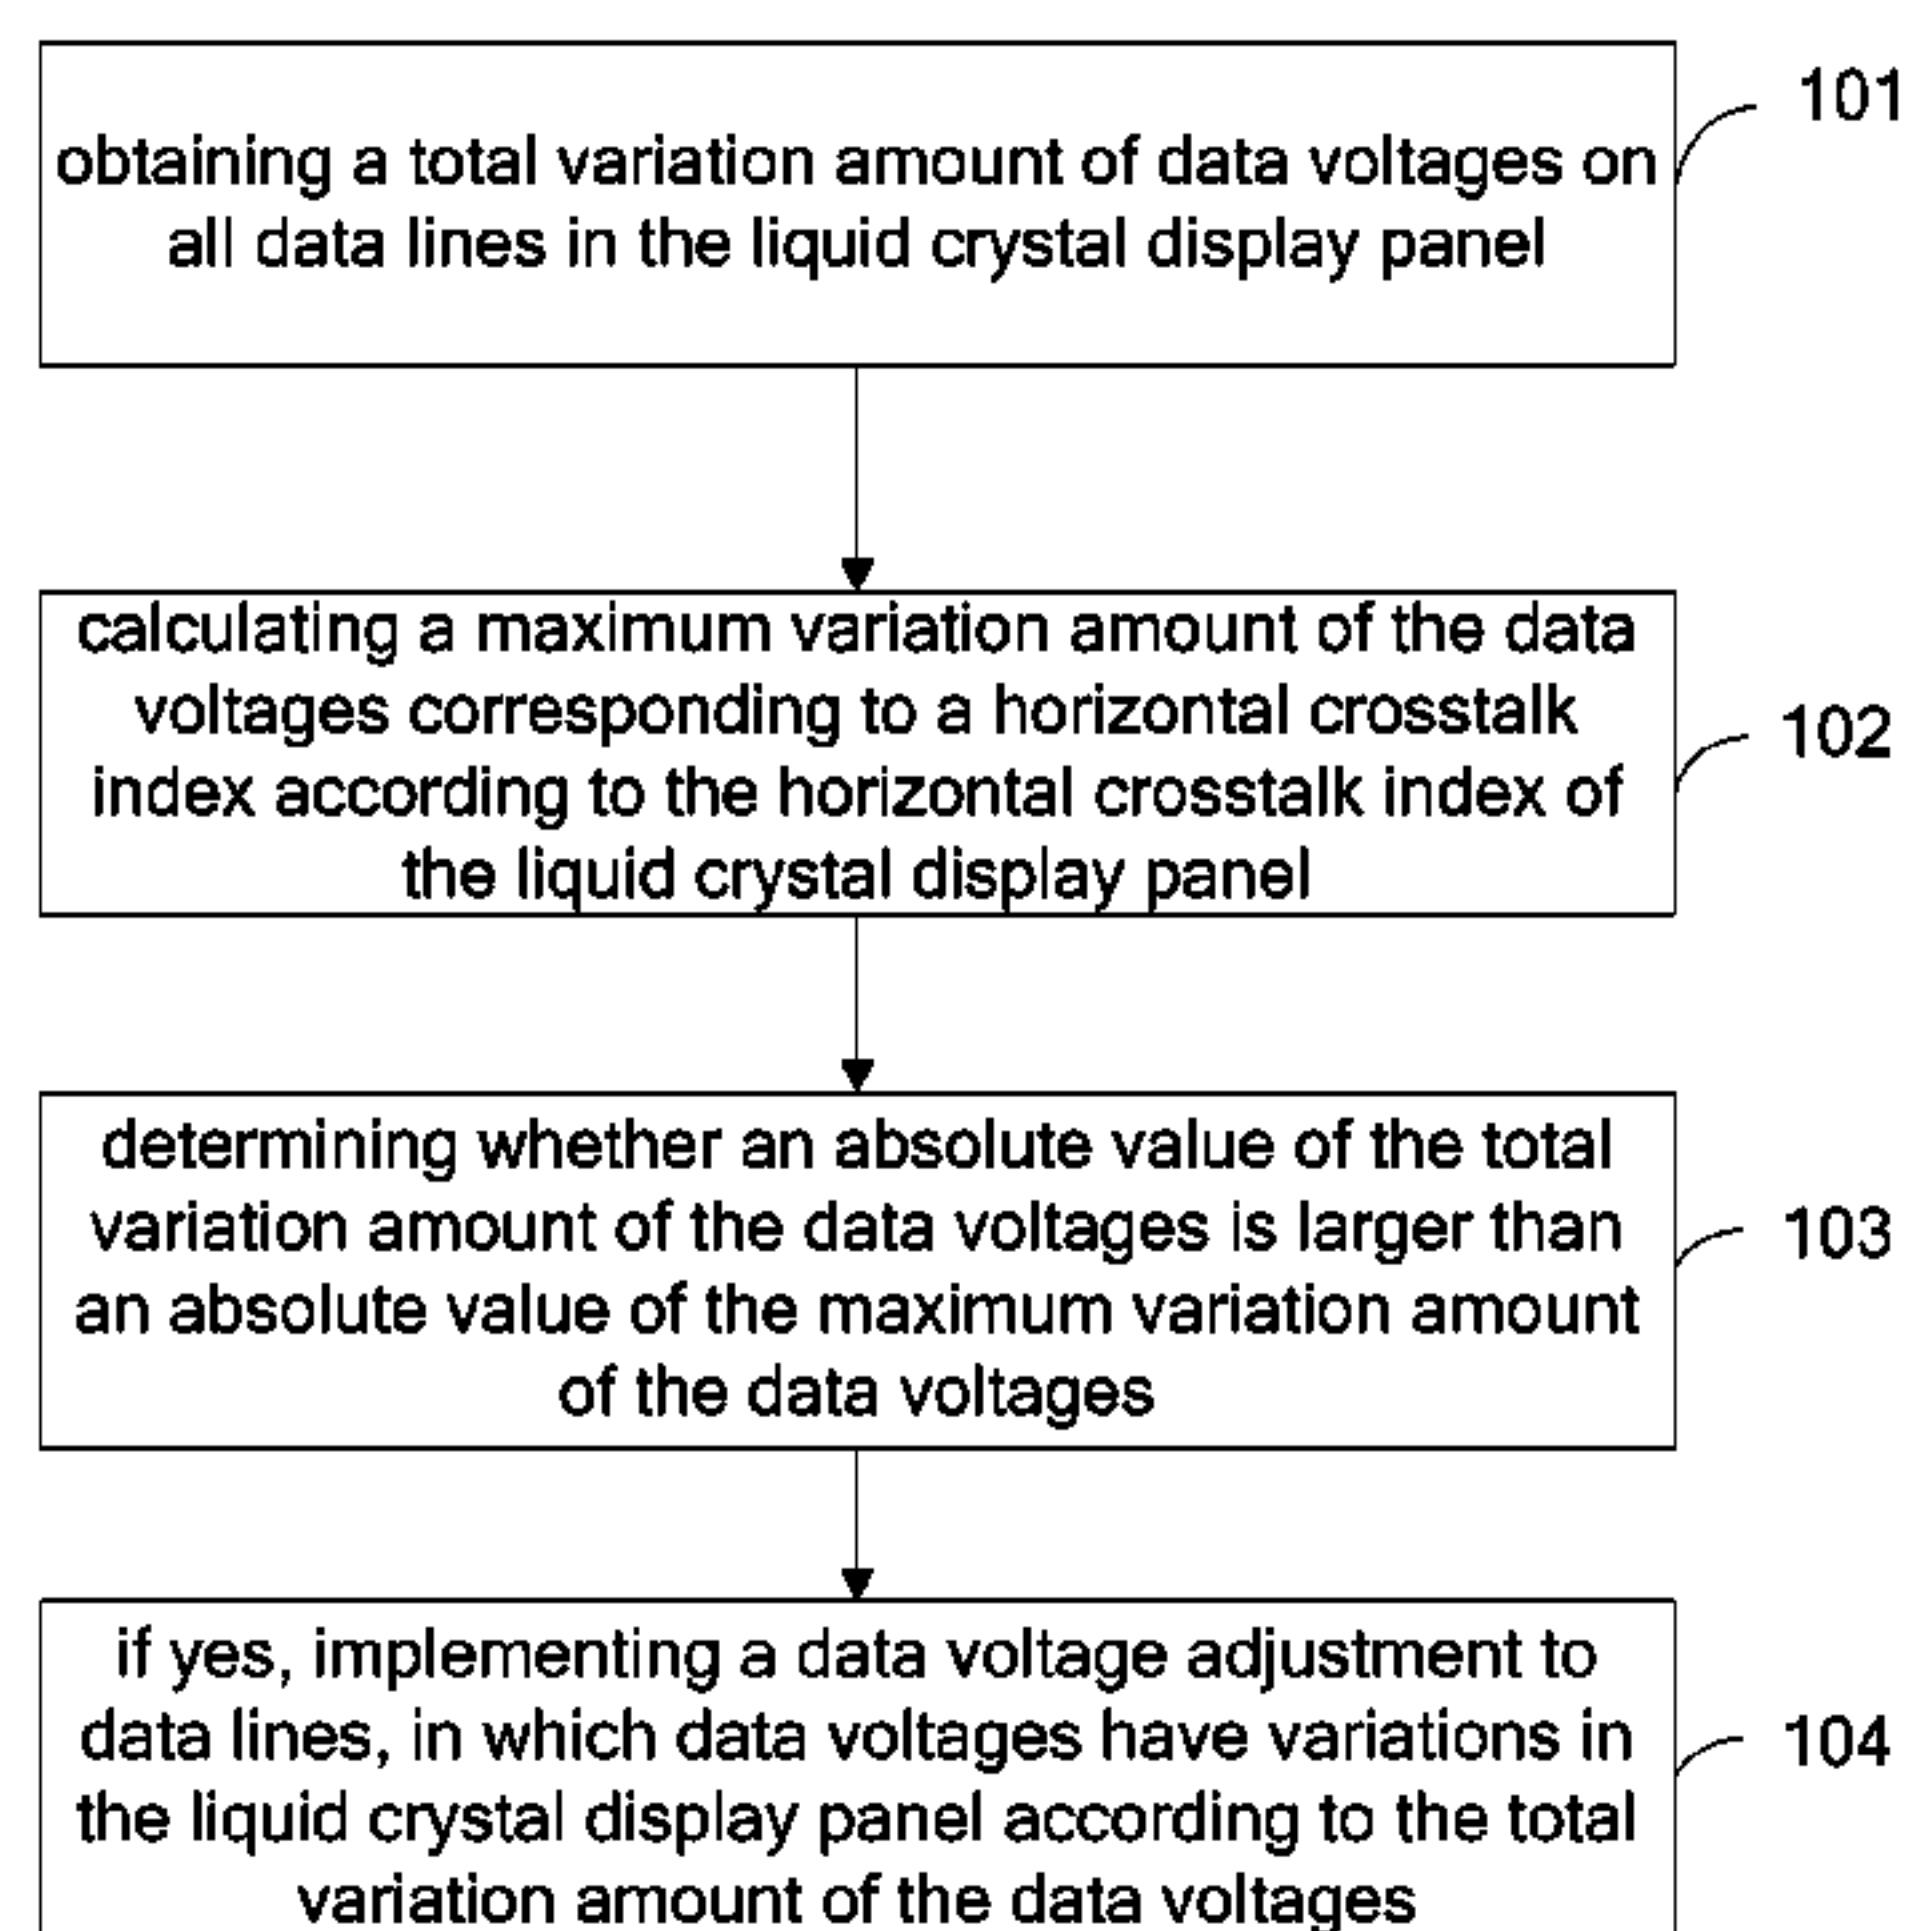 101
obtaining a total variation amount of data voltages on
all data lines in the liquid crystal display panel
calculating a maximum variation amount of the data
voltages corresponding to a horizontal crosstalk
index according to the horizontal crosstalk index of
the liquid crystal display panel
102
determining whether an absolute value of the total
variation amount of the data voltages is larger than
an absolute value of the maximum variation amount
of the data voltages
103
if yes, implementing a data voltage adjustment to
data lines, in which data voltages have variations in
the liquid crystal display panel according to the total
variation amount of the data voltages
104